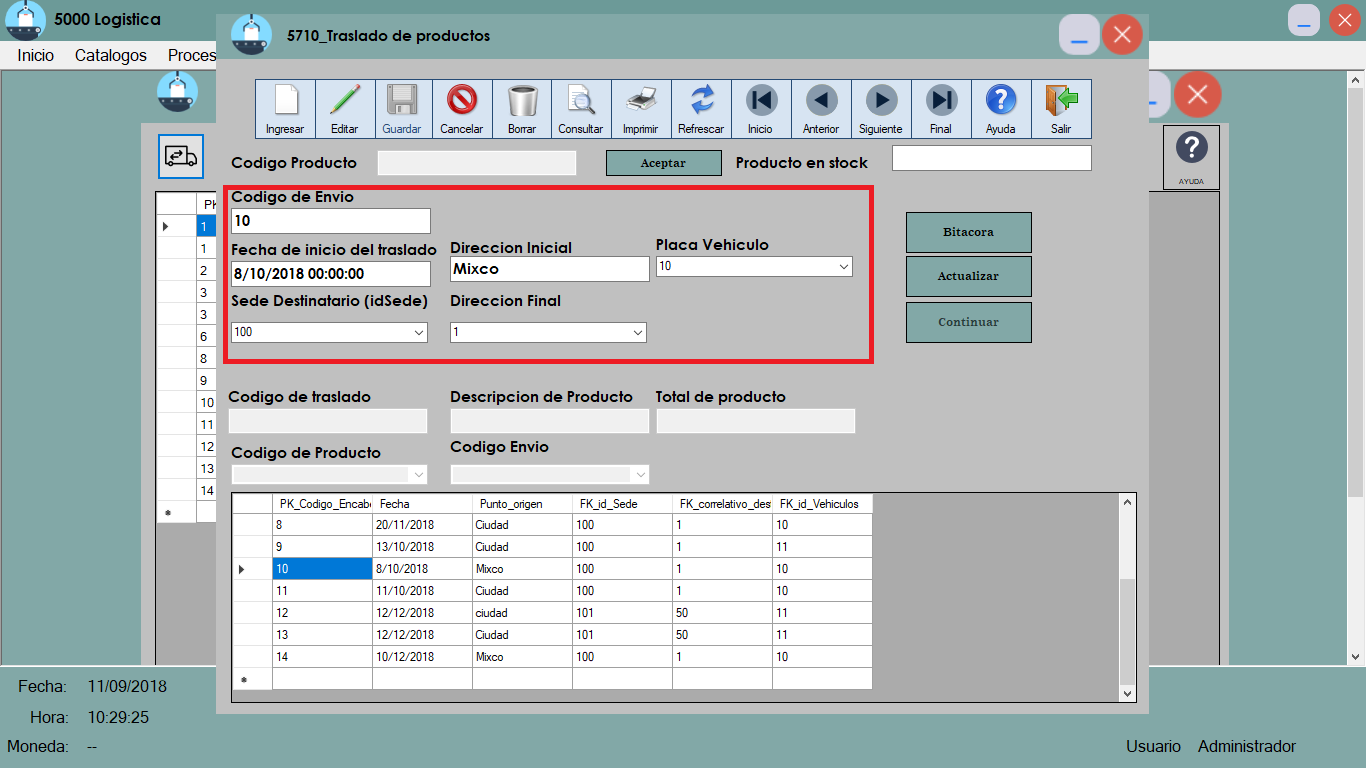 5000 Logistica
Inicio Catalogos Proces
5710_Traslado de productos
Ingresar Editar Guardar Cancelar Borrar Consultar Imprimir Refrescar Inicio Anterior Siguiente Final Ayuda Salir
Codigo Producto Aceptar Producto en stock
AYUDA
Codigo de Envio
10
Bitacora
Fecha de inicio del traslado Direccion Inicial Placa Vehiculo
8/10/2018 00:00:00 Mixco 10
Actualizar
Sede Destinatario (idSede) Direccion Final
100 1
Continuar
Codigo de traslado Descripcion de Producto Total de producto
Codigo de Producto Codigo Envio
PK_Codigo_Encabe Fecha Punto_origen FK_id_Sede FK_correlativo_dest FK_id_Vehiculos
8 20/11/2018 Ciudad 100 1 10
9 13/10/2018 Ciudad 100 1 11
10 8/10/2018 Mixco 100 1 10
11 11/10/2018 Ciudad 100 1 10
12 12/12/2018 ciudad 101 50 11
13 12/12/2018 Ciudad 101 50 11
14 10/12/2018 Mixco 100 1 10
*
PK
1
1
2
3
3
6
8
9
10
11
12
13
14
*
Fecha: 11/09/2018
Hora: 10:29:25
Moneda: --
Usuario Administrador